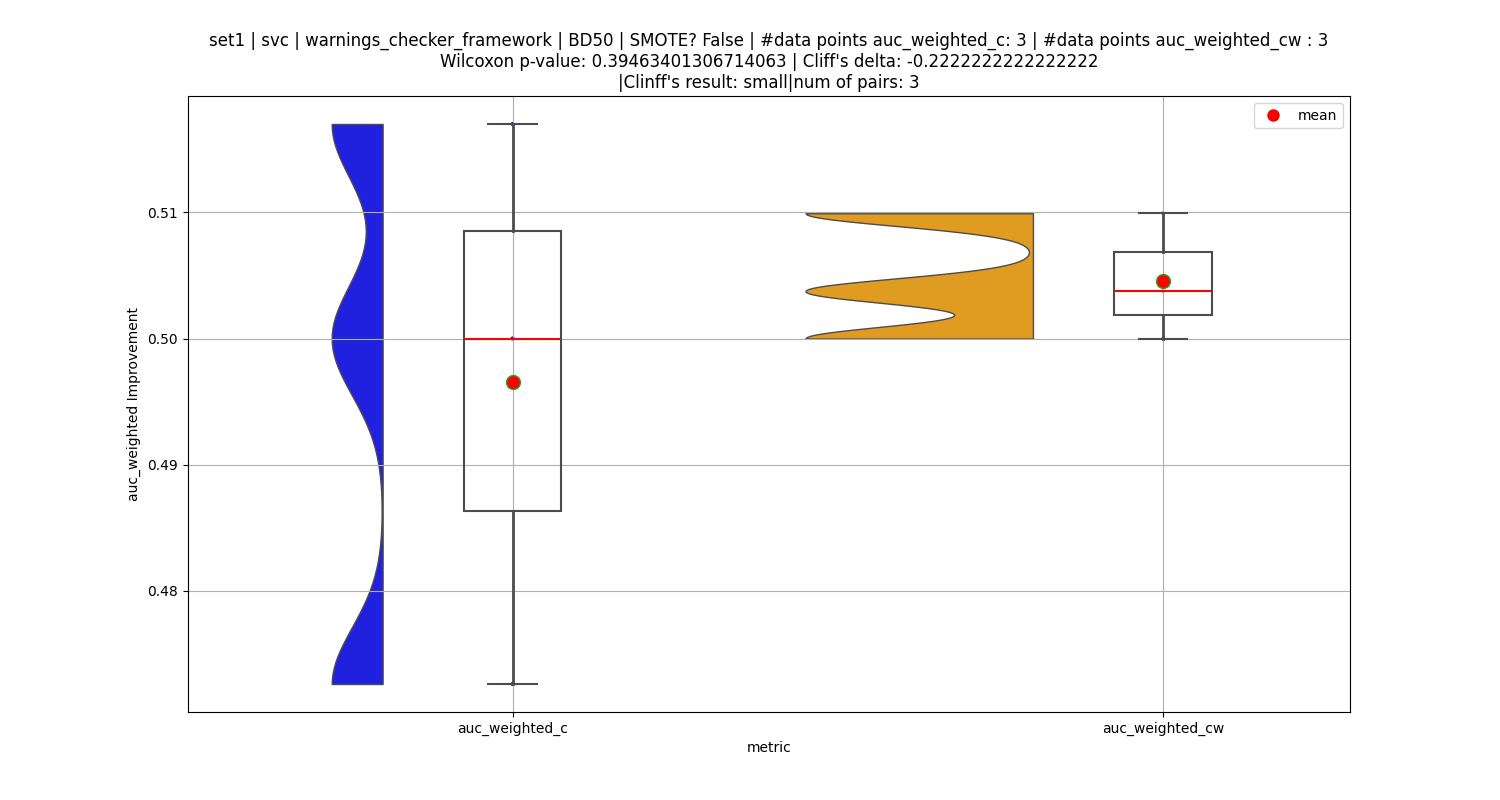 set1 | svc | warnings_checker_framework | BD50 | SMOTE? False | #data points auc_weighted_c: 3 | #data points auc_weighted_cw : 3
Wilcoxon p-value: 0.39463401306714063 | Cliff's delta: -0.2222222222222222
|Clinff's result: small|num of pairs: 3
mean
0.51
0.50
0.49
0.48
auc_weighted Improvement
auc_weighted_c
auc_weighted_cw
metric